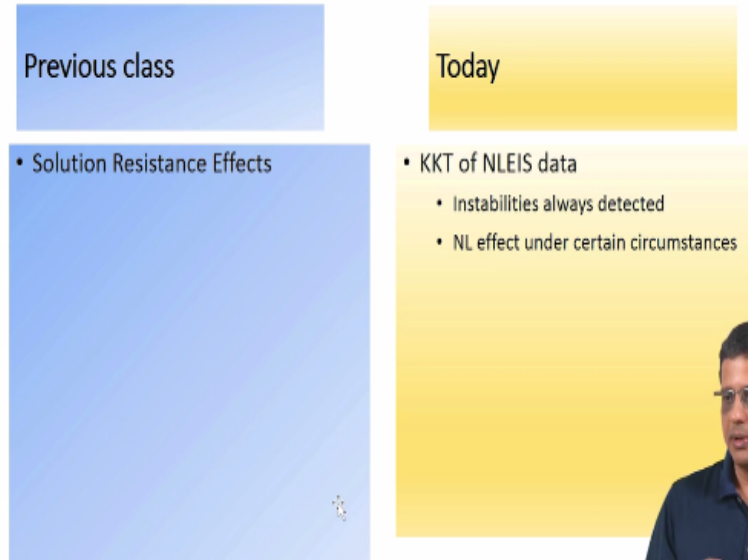 Previous class
• Solution Resistance Effects
Today
• KKT of NLEIS data
• Instabilities always detected
• NL effect under certain circumstances